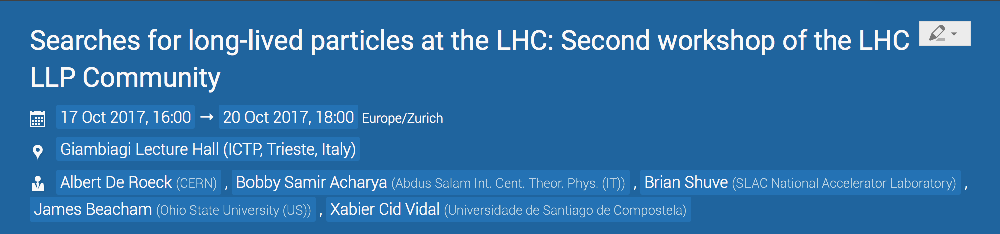 Searches for long-lived particles at the LHC: Second workshop of the LHC
LLP Community
17 Oct 2017, 16:00 → 20 Oct 2017, 18:00 Europe/Zurich
Giambiagi Lecture Hall (ICTP, Trieste, Italy)
Albert De Roeck (CERN) , Bobby Samir Acharya (Abdus Salam Int. Cent. Theor. Phys. (IT)) , Brian Shuve (SLAC National Accelerator Laboratory) ,
James Beacham (Ohio State University (US)) , Xabier Cid Vidal (Universidade de Santiago de Compostela)